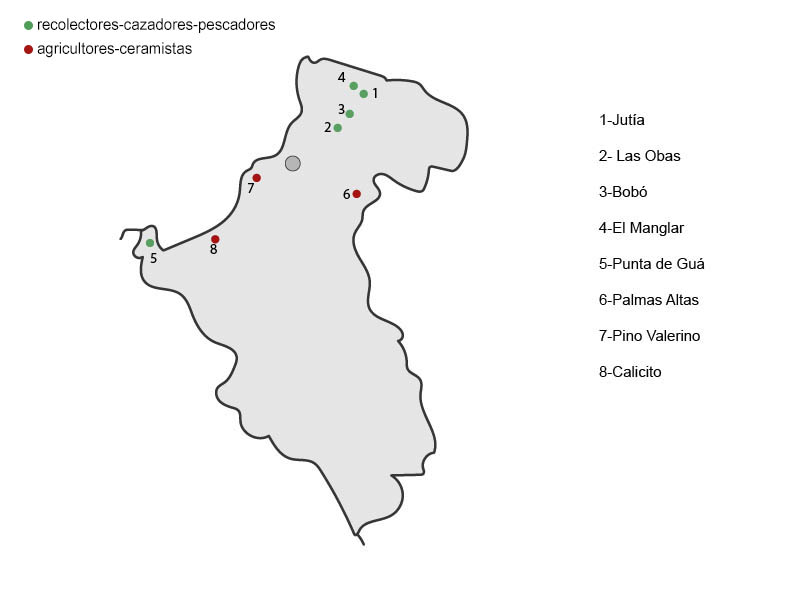 recolectores-cazadores-pescadores
agricultores-ceramistas
4
1
3
2
7
6
8
5
1-Jutía
2- Las Obas
3-Bobó
4-El Manglar
5-Punta de Guá
6-Palmas Altas
7-Pino Valerino
8-Calicito